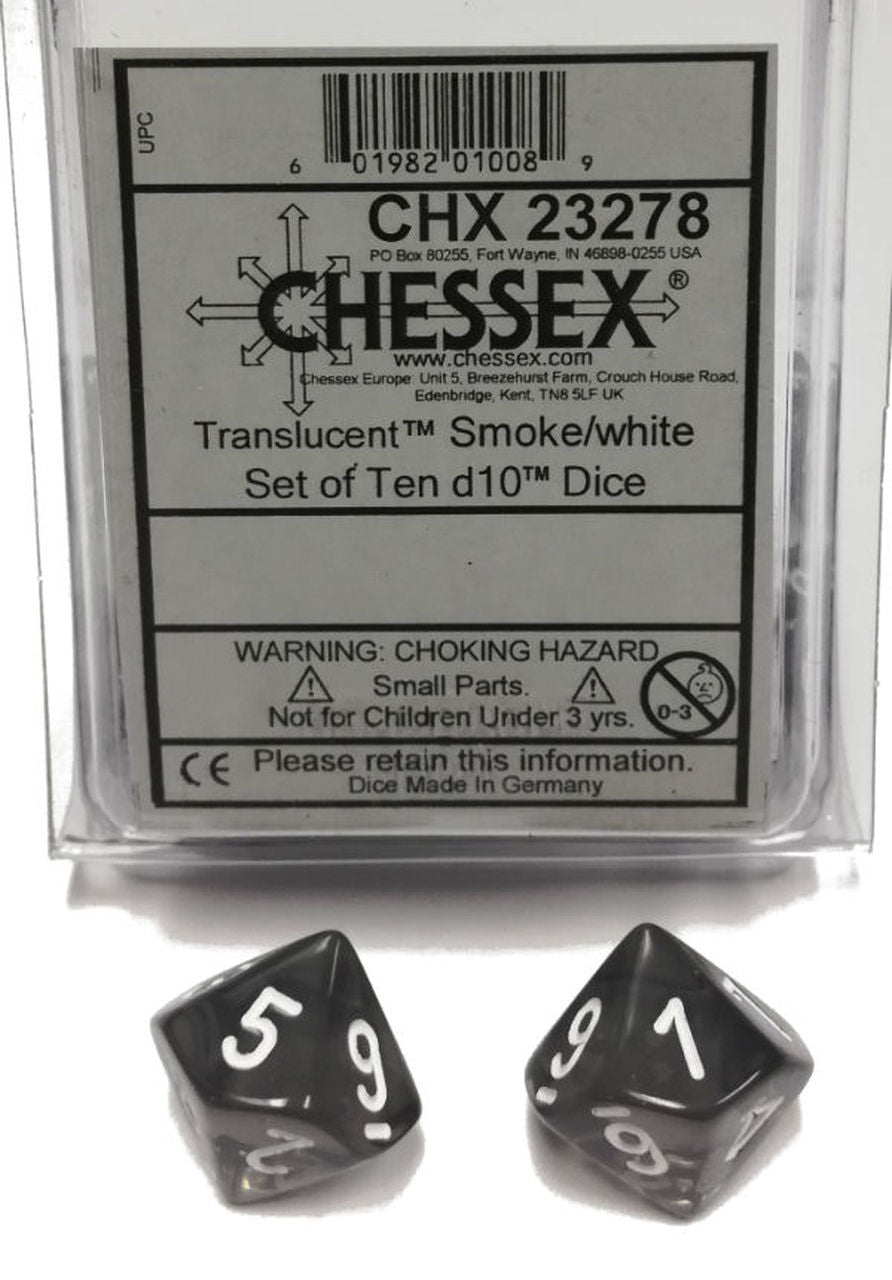 UPC
6 01982 01008 9
CHX 23278
PO Box 80255, Fort Wayne, IN 46898-0255 USA
CHESSEX®
www.chessex.com
Chessex Europe: Unit 5, Breezehurst Farm, Crouch House Road,
Edenbridge, Kent, TN8 5LF UK
Translucent™ Smoke/white
Set of Ten d10™ Dice
WARNING: CHOKING HAZARD
Small Parts.
0-3
Not for Children Under 3 yrs.
CE Please retain this information.
Dice Made In Germany
5 9 9 1
2 6